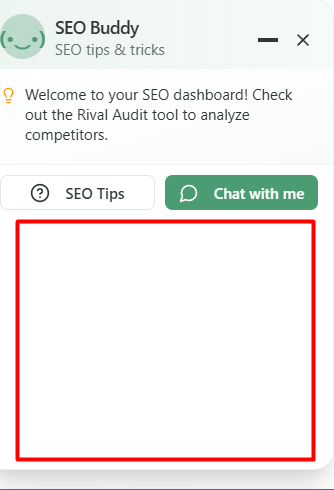 SEO Buddy
SEO tips & tricks
Welcome to your SEO dashboard! Check
out the Rival Audit tool to analyze
competitors.
SEO Tips
Chat with me